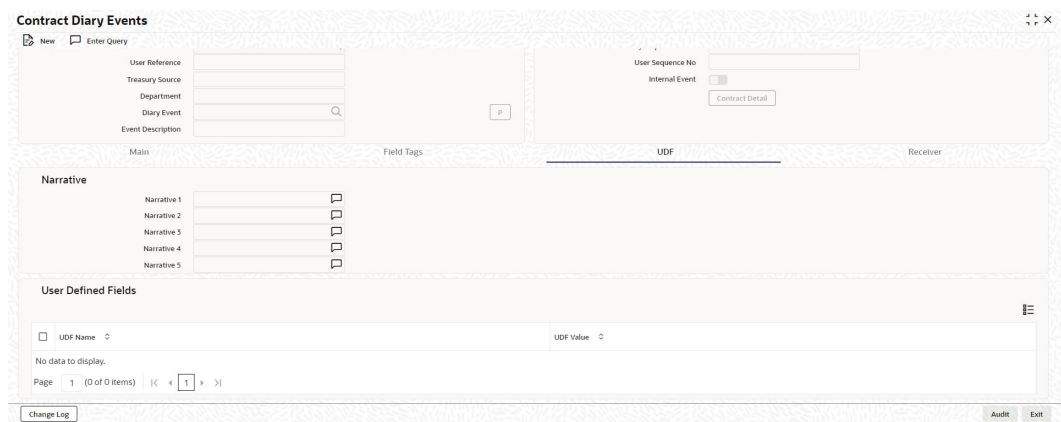 Contract Diary Events
New Enter Query
User Reference User Sequence No
Treasury Source Internal Event
Department Contract Detail
Diary Event P
Event Description
Main Field Tags UDF Receiver
Narrative
Narrative 1
Narrative 2
Narrative 3
Narrative 4
Narrative 5
User Defined Fields
UDF Name UDF Value
No data to display.
Page 1 (0 of 0 items) 1
Change Log Audit Exit